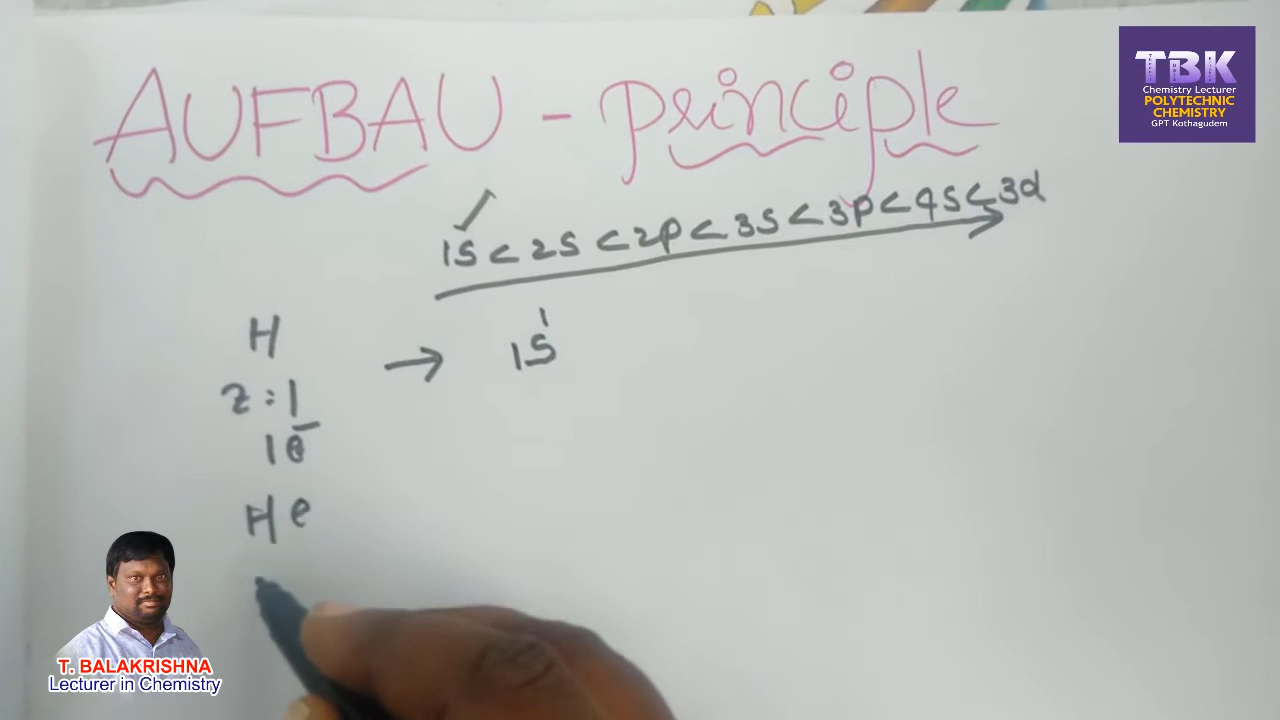 AUFBAU - Principle
TBK
Chemistry Lecturer
POLYTECHNIC
CHEMISTRY
GPT Kothagudem
1S < 2S < 2P < 3S < 3P < 4S < 3d
H → 1S¹
Z : 1
1e⁻
He
T. BALAKRISHNA
Lecturer in Chemistry